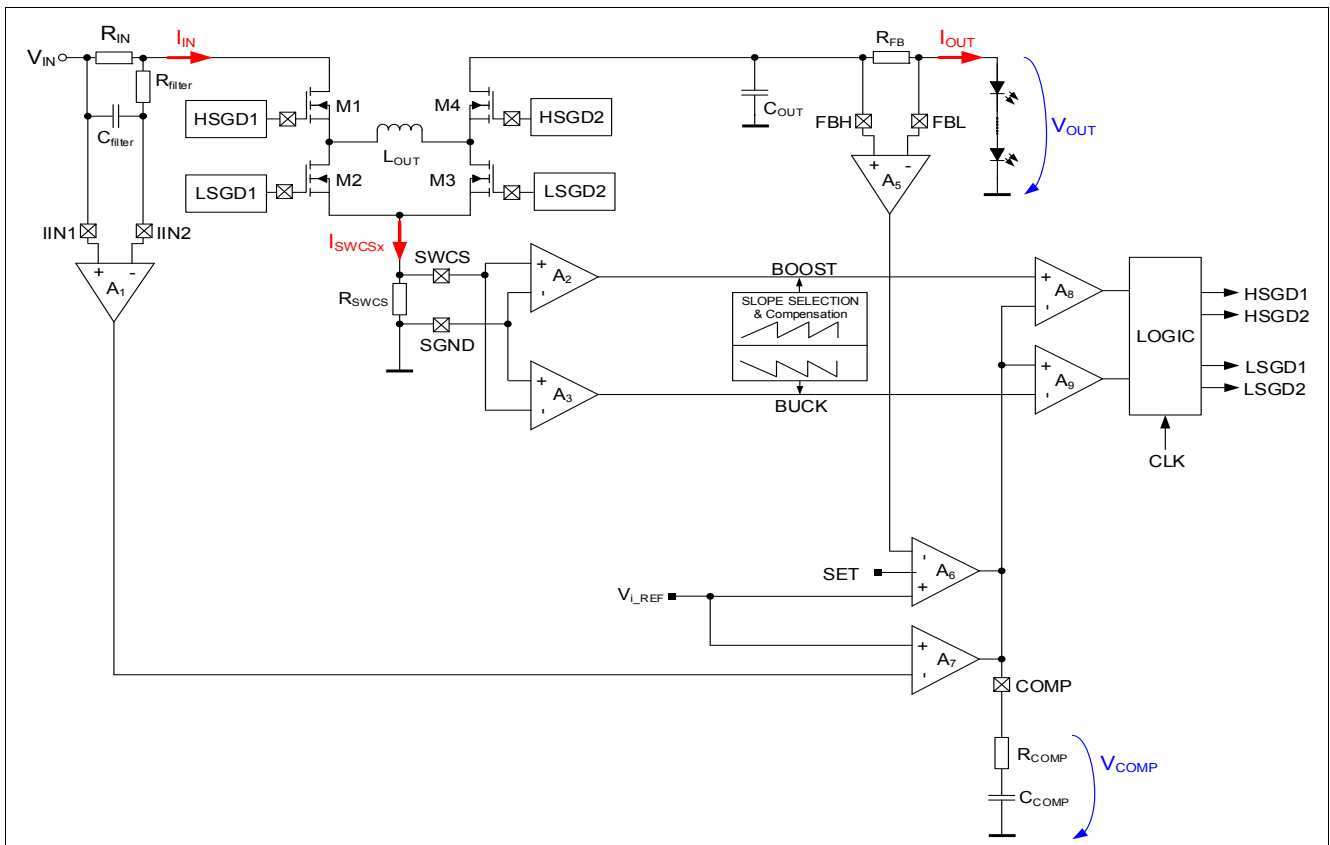 R_IN
I_IN
V_IN
R_filter
C_filter
HSGD1
M1
M4
HSGD2
L_OUT
LSGD1
M2
M3
LSGD2
C_OUT
R_FB
I_OUT
FBH
FBL
V_OUT
+
-
A_5
IIN1
IIN2
+
-
A_1
I_SWCSx
SWCS
R_SWCS
SGND
+
-
A_2
+
-
A_3
BOOST
SLOPE SELECTION
& Compensation
BUCK
+
-
A_8
+
-
A_9
LOGIC
HSGD1
HSGD2
LSGD1
LSGD2
CLK
SET
-
+
A_6
V_i_REF
+
-
A_7
COMP
R_COMP
C_COMP
V_COMP